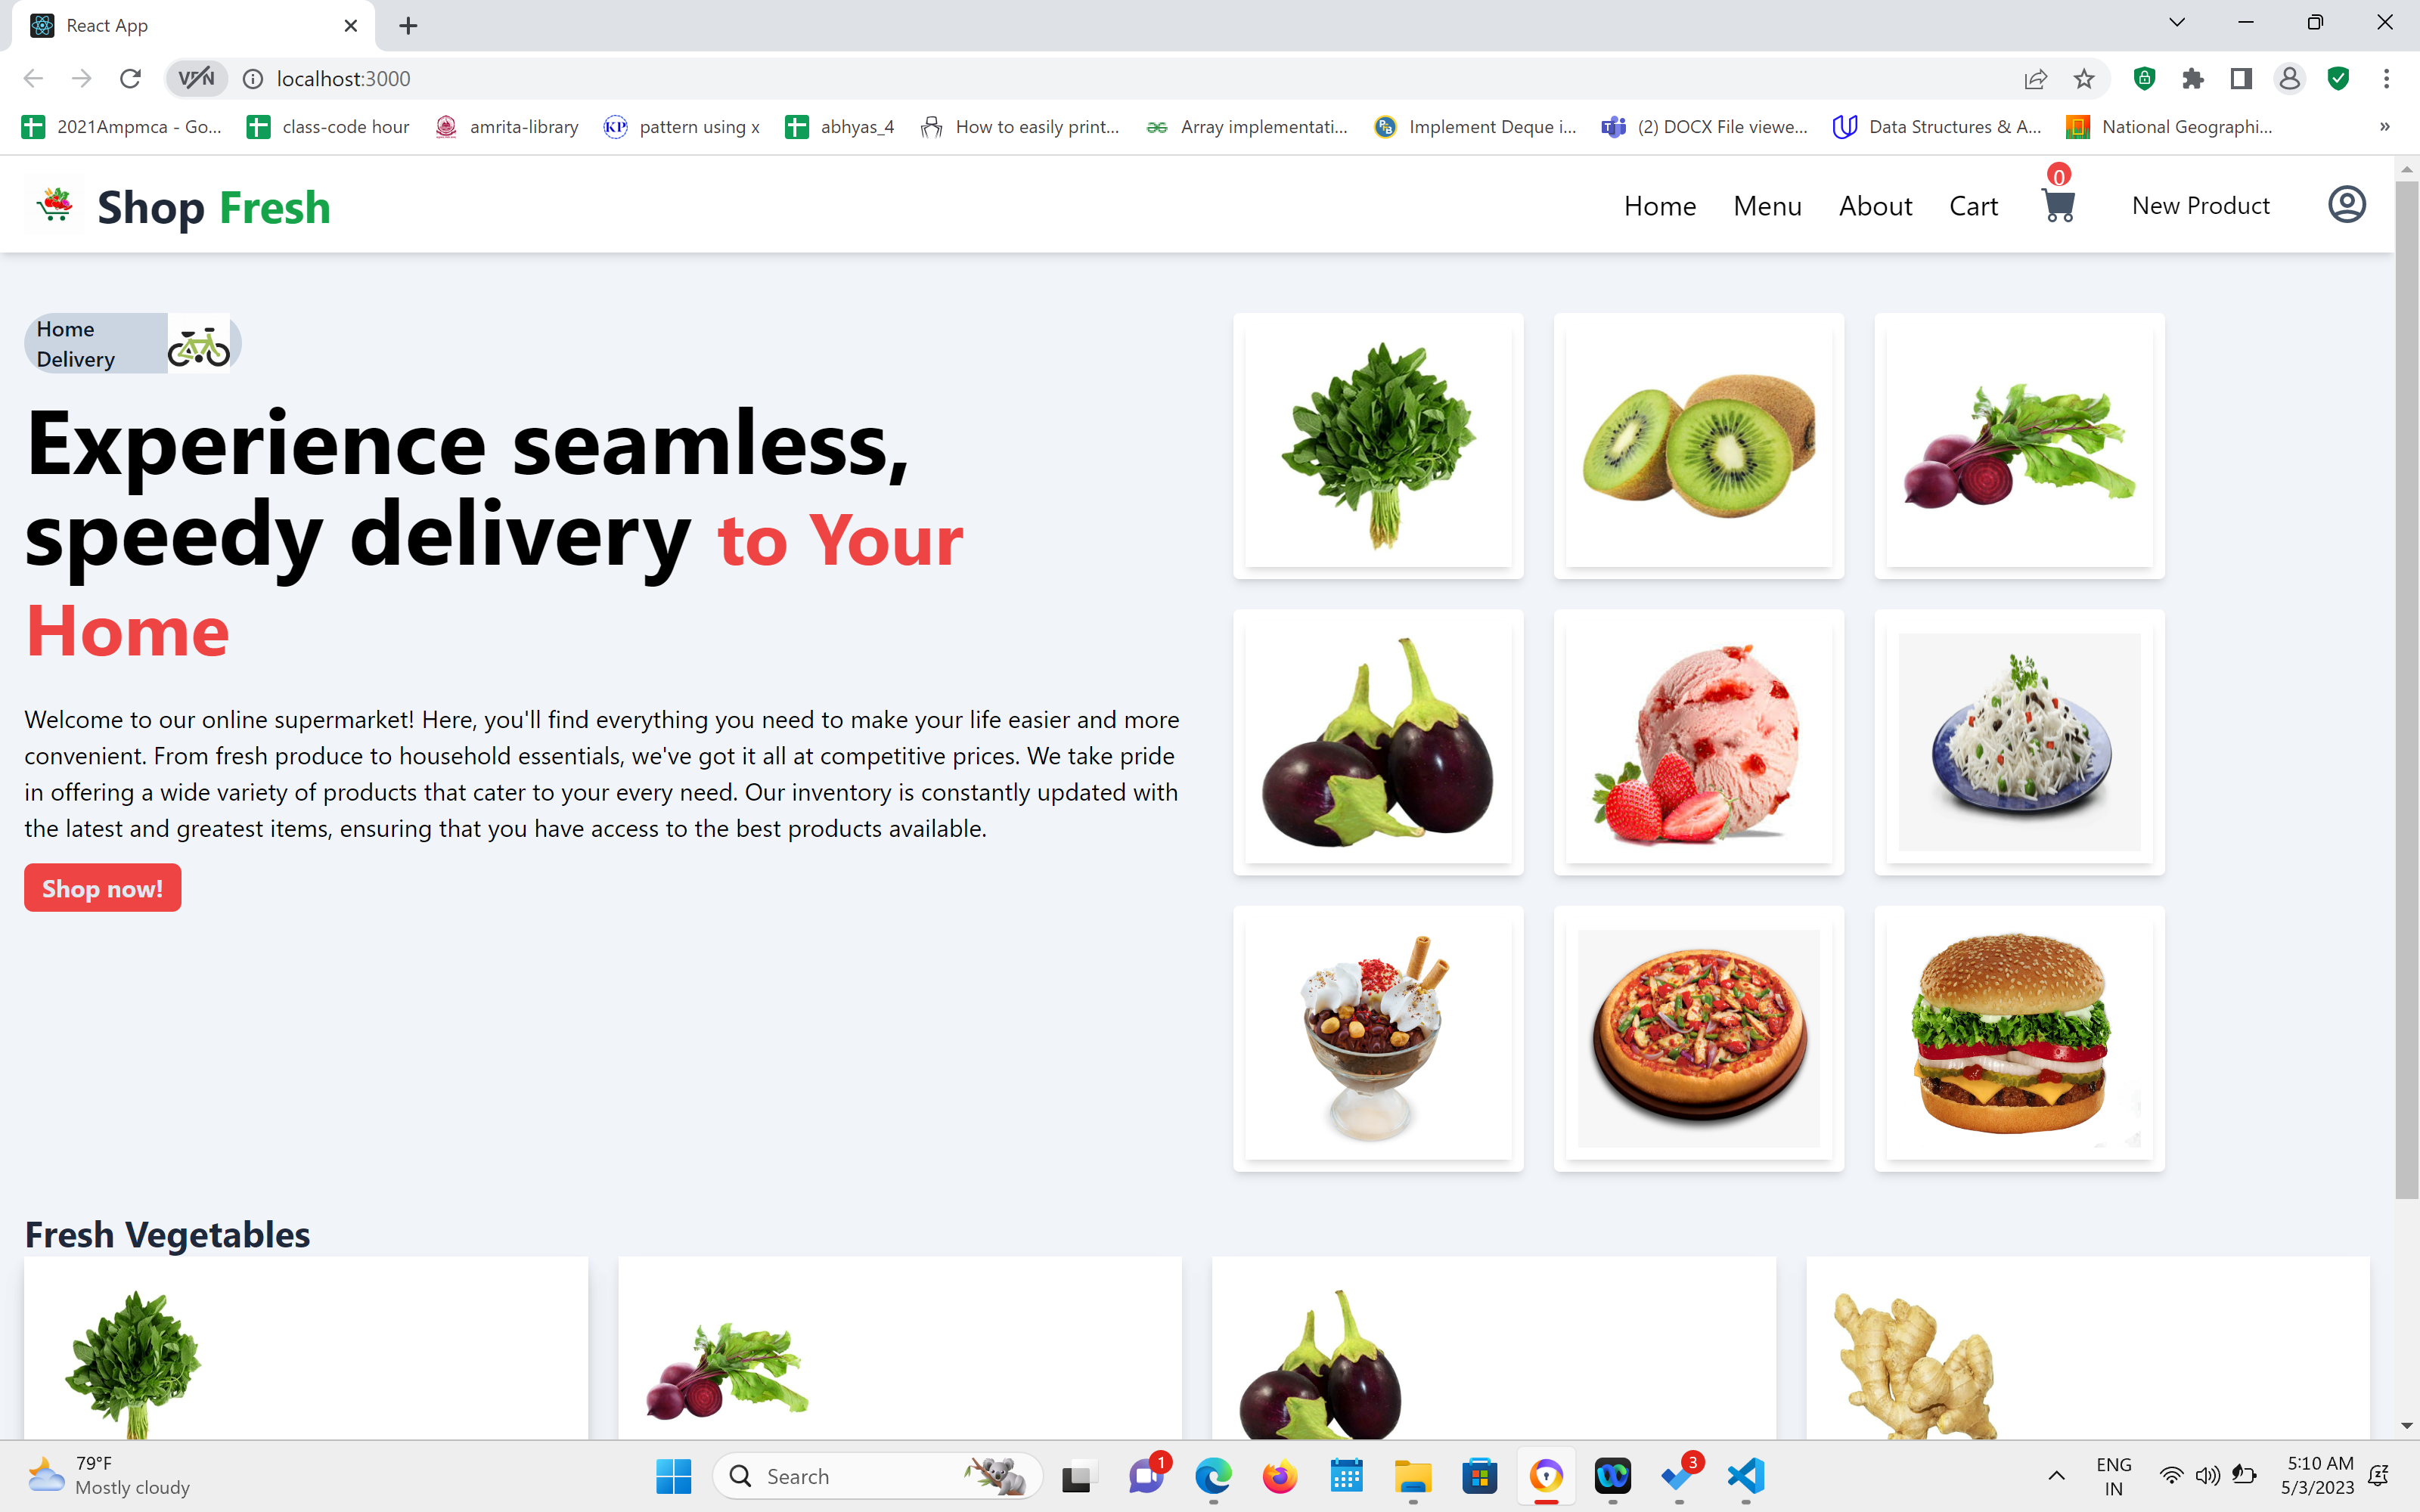 React App
VPN
localhost:3000
2021Ampmca - Go...
class-code hour
amrita-library
KP
pattern using x
abhyas_4
How to easily print...
Array implementati...
Implement Deque i...
(2) DOCX File viewe...
Data Structures & A...
National Geographi...
»
Shop Fresh
Home
Menu
About
Cart
0
New Product
Home
Delivery
Experience seamless,
speedy delivery to Your
Home
Welcome to our online supermarket! Here, you'll find everything you need to make your life easier and more
convenient. From fresh produce to household essentials, we've got it all at competitive prices. We take pride
in offering a wide variety of products that cater to your every need. Our inventory is constantly updated with
the latest and greatest items, ensuring that you have access to the best products available.
Shop now!
Fresh Vegetables
79°F
Mostly cloudy
Search
1
3
ENG
IN
5:10 AM
5/3/2023